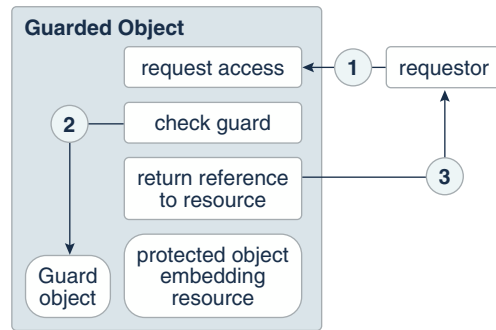 Guarded Object
request access
1
requestor
2
check guard
return reference
to resource
3
protected object
embedding
resource
Guard
object